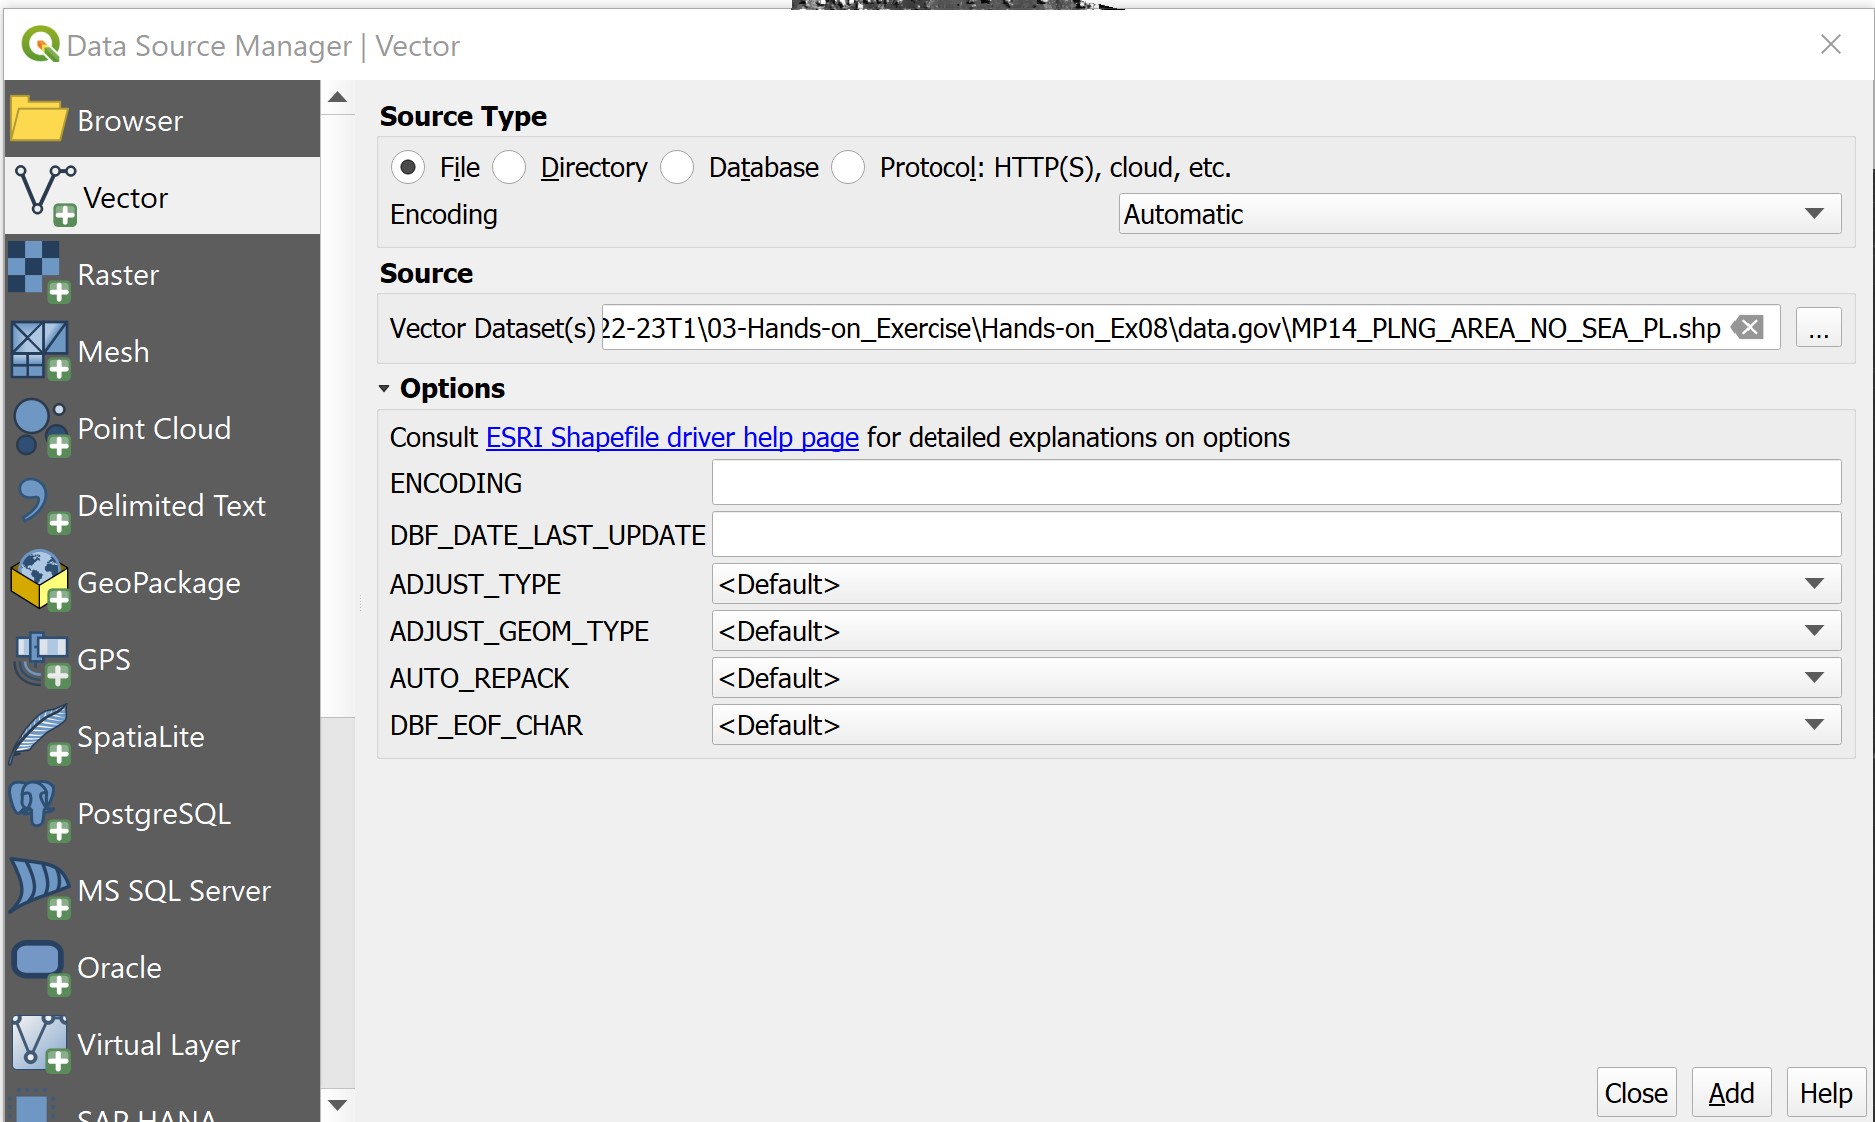 Data Source Manager | Vector
Browser
Vector
Raster
Mesh
Point Cloud
Delimited Text
GeoPackage
GPS
SpatiaLite
PostgreSQL
MS SQL Server
Oracle
Virtual Layer
SAP HANA
Source Type
File Directory Database Protocol: HTTP(S), cloud, etc.
Encoding Automatic
Source
Vector Dataset(s) 22-23T1\03-Hands-on_Exercise\Hands-on_Ex08\data.gov\MP14_PLNG_AREA_NO_SEA_PL.shp ...
Options
Consult ESRI Shapefile driver help page for detailed explanations on options
ENCODING
DBF_DATE_LAST_UPDATE
ADJUST_TYPE <Default>
ADJUST_GEOM_TYPE <Default>
AUTO_REPACK <Default>
DBF_EOF_CHAR <Default>
Close Add Help